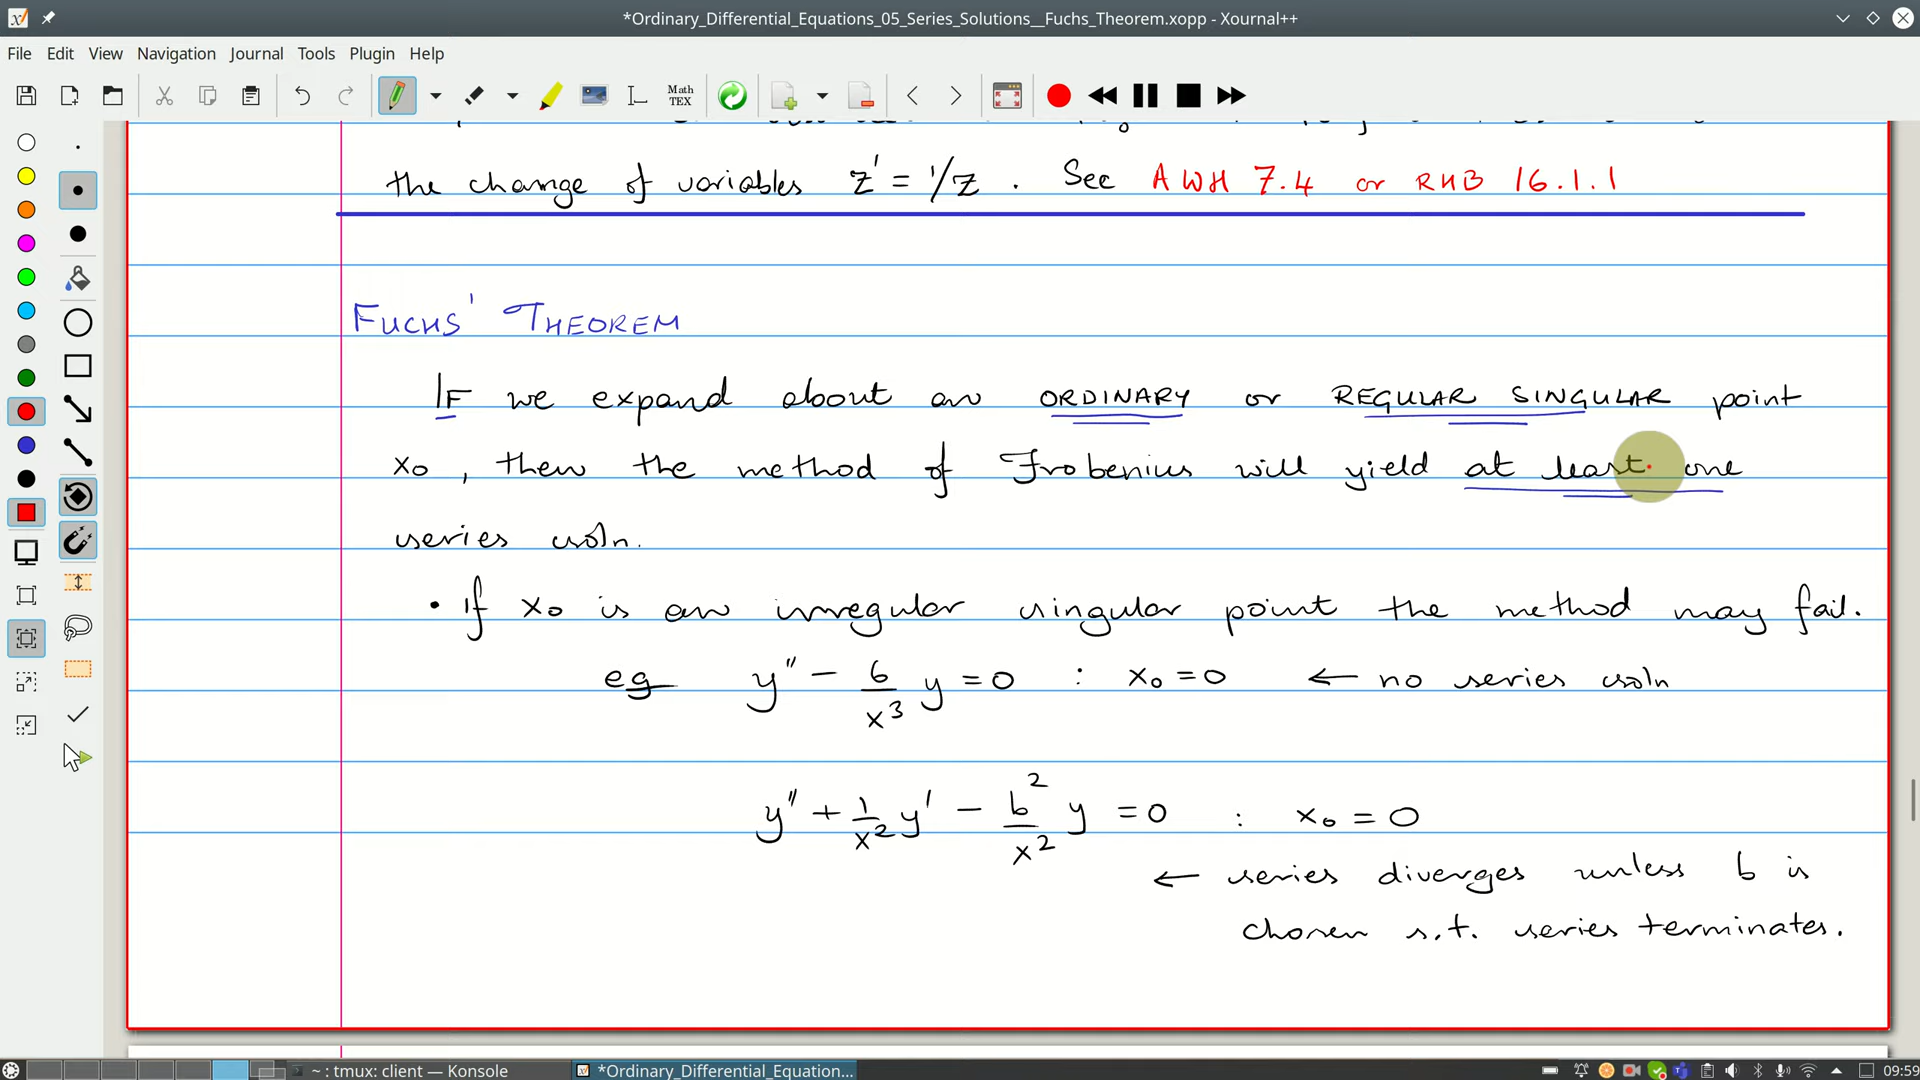 *Ordinary_Differential_Equations_05_Series_Solutions__Fuchs_Theorem.xopp - Xournal++
File Edit View Navigation Journal Tools Plugin Help
Math TEX
the change of variables z' = 1/z . See AWH 7.4 or RHB 16.1.1
FUCHS' THEOREM
IF we expand about an ORDINARY or REGULAR SINGULAR point
x₀, then the method of Frobenius will yield at least one
series soln.
• If x₀ is an irregular singular point the method may fail.
eg y'' - 6/x³ y = 0 : x₀ = 0 ← no series soln
y'' + 1/x² y' - b²/x² y = 0 : x₀ = 0
← series diverges unless b is
chosen s.t. series terminates.
~ : tmux: client — Konsole
*Ordinary_Differential_Equation...
09:59